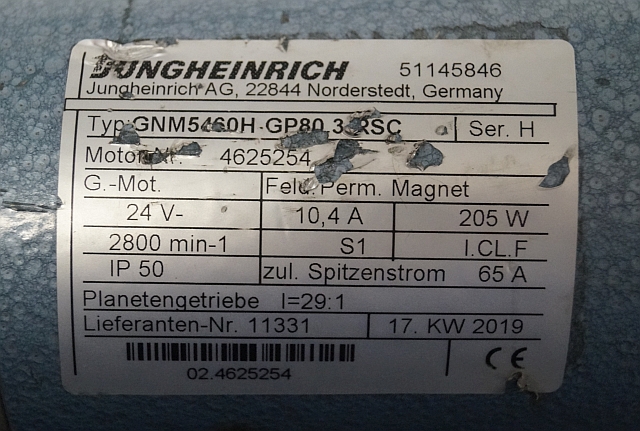 JUNGHEINRICH 51145846
Jungheinrich AG, 22844 Norderstedt, Germany
Typ: GNM5460H-GP80.3 RSC Ser. H
Motor-Nr. 4625254
G.-Mot. Feld: Perm. Magnet
24 V- 10,4 A 205 W
2800 min-1 S1 I.CL.F
IP 50 zul. Spitzenstrom 65 A
Planetengetriebe I=29:1
Lieferanten-Nr. 11331 17. KW 2019
02.4625254 CE